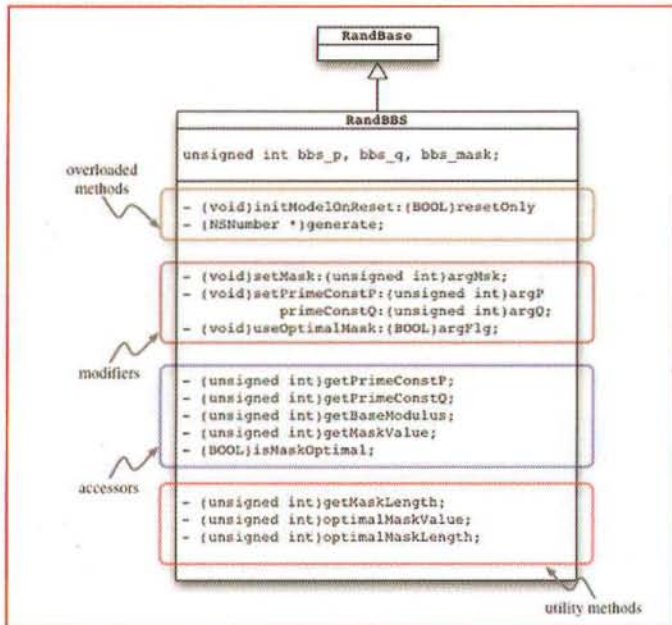 RandBase
RandBBS
unsigned int bbs_p, bbs_q, bbs_mask;
overloaded
methods
- (void)initModelOnReset:(BOOL)resetOnly
- (NSNumber *)generate;
- (void)setMask:(unsigned int)argMsk;
- (void)setPrimeConstP:(unsigned int)argP
primeConstQ:(unsigned int)argQ;
- (void)useOptimalMask:(BOOL)argFlg;
modifiers
- (unsigned int)getPrimeConstP;
- (unsigned int)getPrimeConstQ;
- (unsigned int)getBaseModulus;
- (unsigned int)getMaskValue;
- (BOOL)isMaskOptimal;
accessors
- (unsigned int)getMaskLength;
- (unsigned int)optimalMaskValue;
- (unsigned int)optimalMaskLength;
utility methods